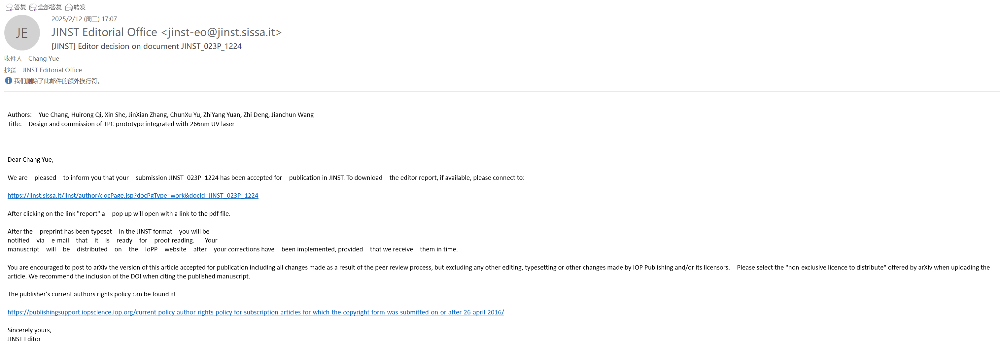 答复 全部答复 转发
2025/2/12 (周三) 17:07
JE
JINST Editorial Office <jinst-eo@jinst.sissa.it>
[JINST] Editor decision on document JINST_023P_1224
收件人 Chang Yue
抄送 JINST Editorial Office
我们删除了此邮件的额外换行符。
Authors: Yue Chang, Huirong Qi, Xin She, JinXian Zhang, ChunXu Yu, ZhiYang Yuan, Zhi Deng, Jianchun Wang
Title: Design and commission of TPC prototype integrated with 266nm UV laser
Dear Chang Yue,
We are pleased to inform you that your submission JINST_023P_1224 has been accepted for publication in JINST. To download the editor report, if available, please connect to:
https://jinst.sissa.it/jinst/author/docPage.jsp?docPgType=work&docId=JINST_023P_1224
After clicking on the link "report" a pop up will open with a link to the pdf file.
After the preprint has been typeset in the JINST format you will be
notified via e-mail that it is ready for proof-reading. Your
manuscript will be distributed on the IoPP website after your corrections have been implemented, provided that we receive them in time.
You are encouraged to post to arXiv the version of this article accepted for publication including all changes made as a result of the peer review process, but excluding any other editing, typesetting or other changes made by IOP Publishing and/or its licensors. Please select the "non-exclusive licence to distribute" offered by arXiv when uploading the
article. We recommend the inclusion of the DOI when citing the published manuscript.
The publisher's current authors rights policy can be found at
https://publishingsupport.iopscience.iop.org/current-policy-author-rights-policy-for-subscription-articles-for-which-the-copyright-form-was-submitted-on-or-after-26-april-2016/
Sincerely yours,
JINST Editor